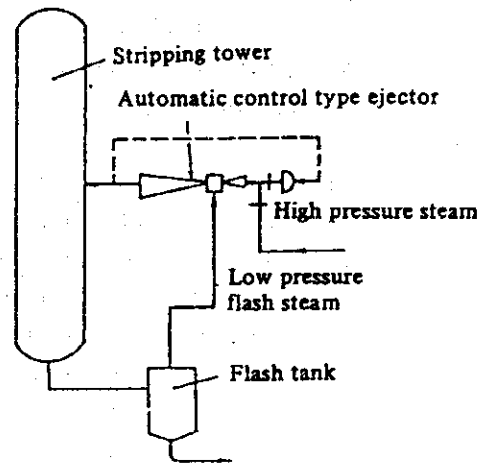 Stripping tower
Automatic control type ejector
High pressure steam
Low pressure
flash steam
Flash tank